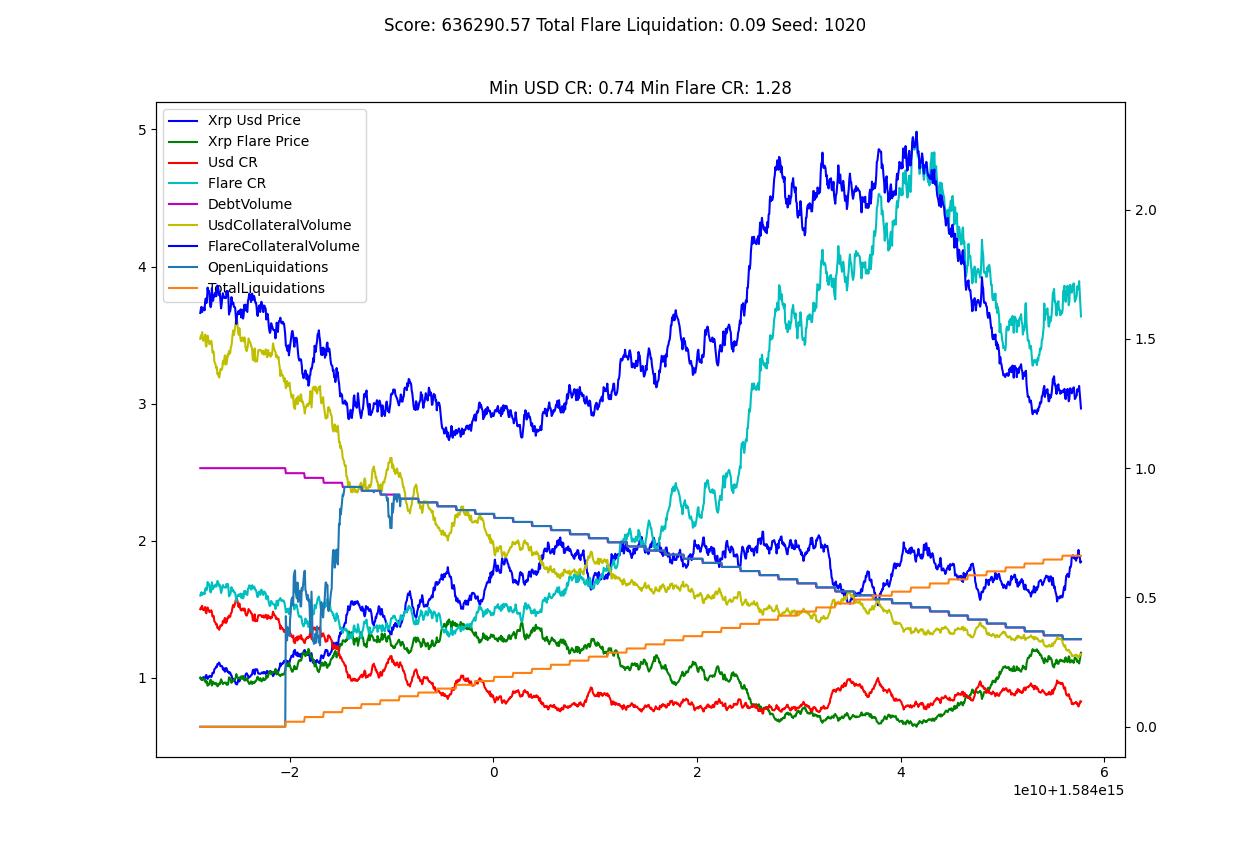 Score: 636290.57 Total Flare Liquidation: 0.09 Seed: 1020
Min USD CR: 0.74 Min Flare CR: 1.28
Xrp Usd Price
Xrp Flare Price
Usd CR
Flare CR
DebtVolume
UsdCollateralVolume
FlareCollateralVolume
OpenLiquidations
TotalLiquidations
5
4
3
2
1
2.0
1.5
1.0
0.5
0.0
−2
0
2
4
6
1e10+1.584e15